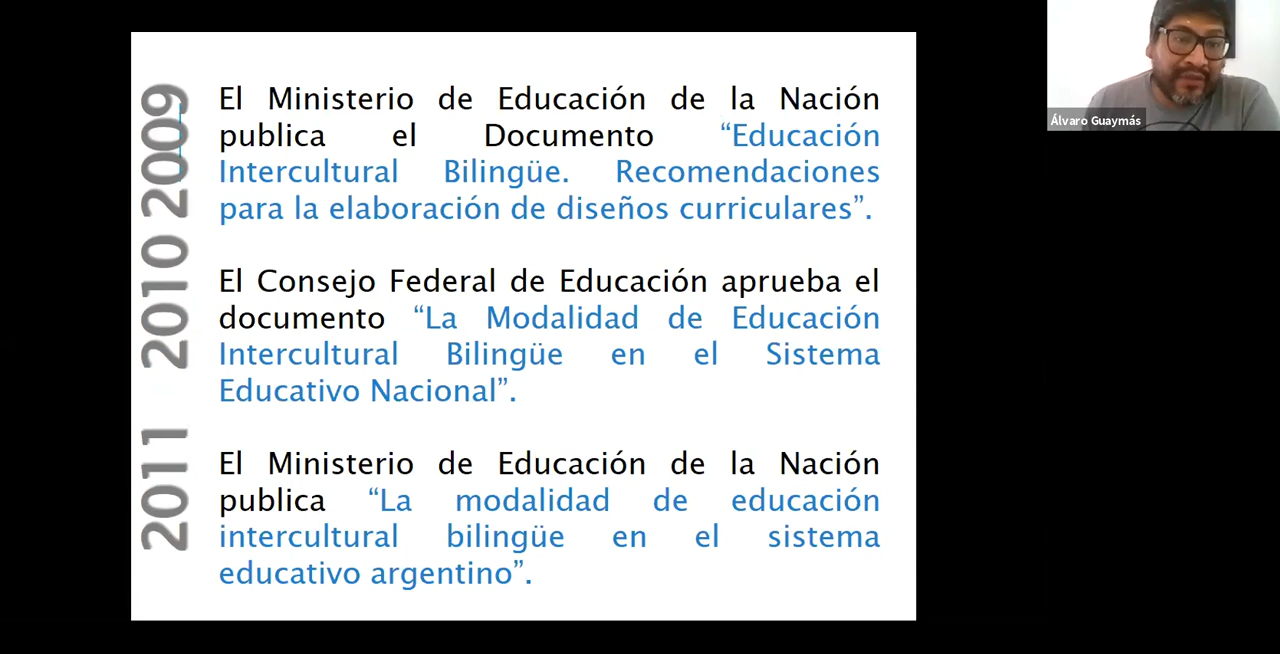 2009
El Ministerio de Educación de la Nación
publica el Documento “Educación
Intercultural Bilingüe. Recomendaciones
para la elaboración de diseños curriculares”.
2010
El Consejo Federal de Educación aprueba el
documento “La Modalidad de Educación
Intercultural Bilingüe en el Sistema
Educativo Nacional”.
2011
El Ministerio de Educación de la Nación
publica “La modalidad de educación
intercultural bilingüe en el sistema
educativo argentino”.
Álvaro Guaymás